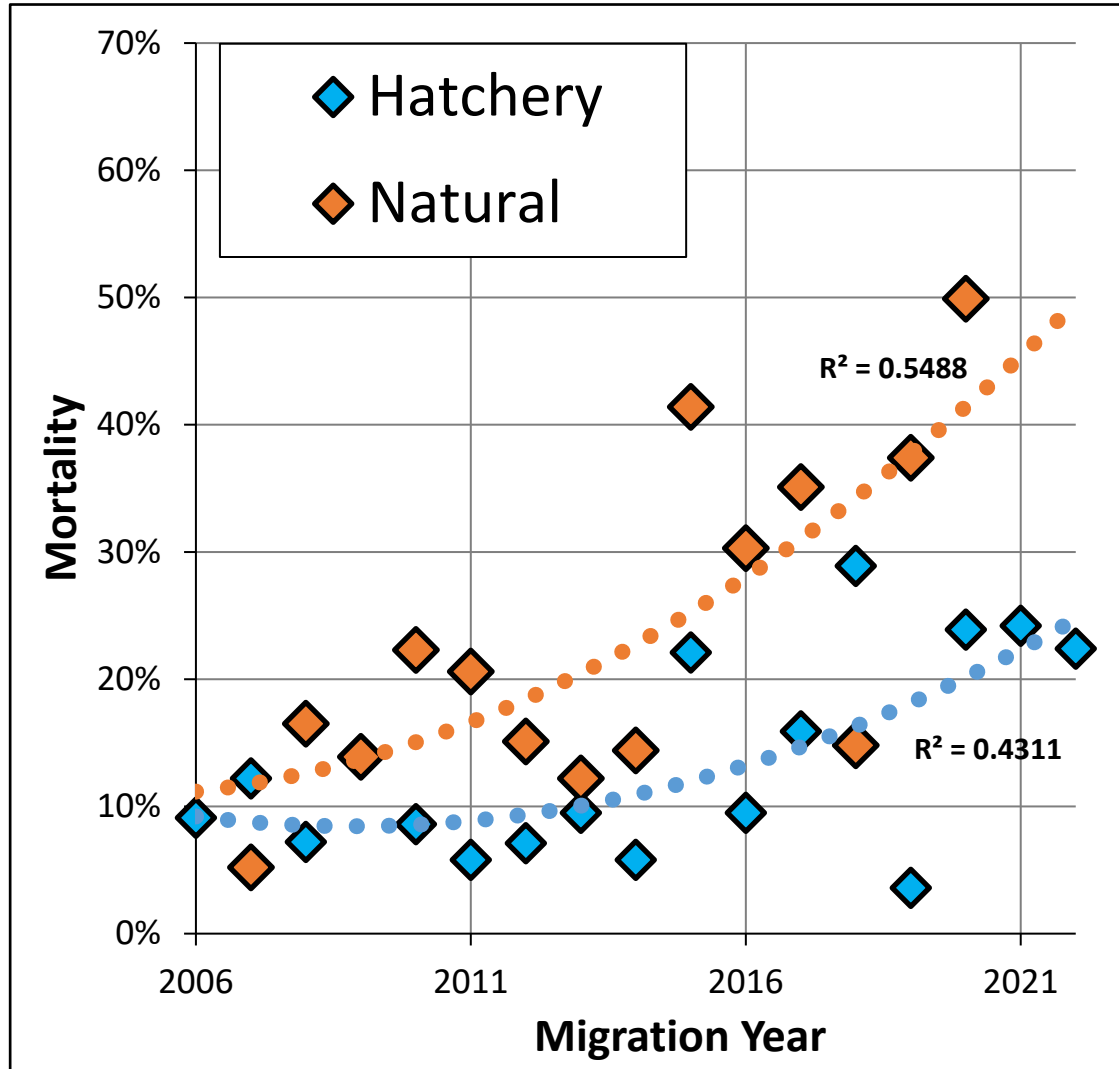 70%
Hatchery
60%
Natural
50%
R² = 0.5488
40%
Mortality
30%
20%
R² = 0.4311
10%
0%
2006 2011 2016 2021
Migration Year